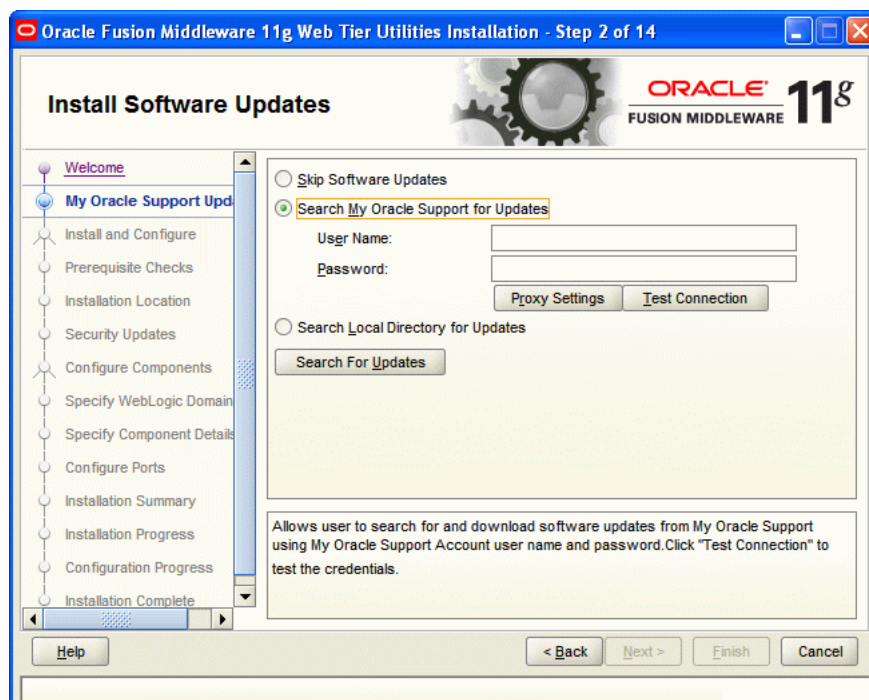 Oracle Fusion Middleware 11g Web Tier Utilities Installation - Step 2 of 14
Install Software Updates
ORACLE
FUSION MIDDLEWARE
11g
Welcome
My Oracle Support Upd
Install and Configure
Prerequisite Checks
Installation Location
Security Updates
Configure Components
Specify WebLogic Domain
Specify Component Details
Configure Ports
Installation Summary
Installation Progress
Configuration Progress
Installation Complete
Skip Software Updates
Search My Oracle Support for Updates
User Name:
Password:
Proxy Settings
Test Connection
Search Local Directory for Updates
Search For Updates
Allows user to search for and download software updates from My Oracle Support
using My Oracle Support Account user name and password.Click "Test Connection" to
test the credentials.
Help
< Back
Next >
Finish
Cancel